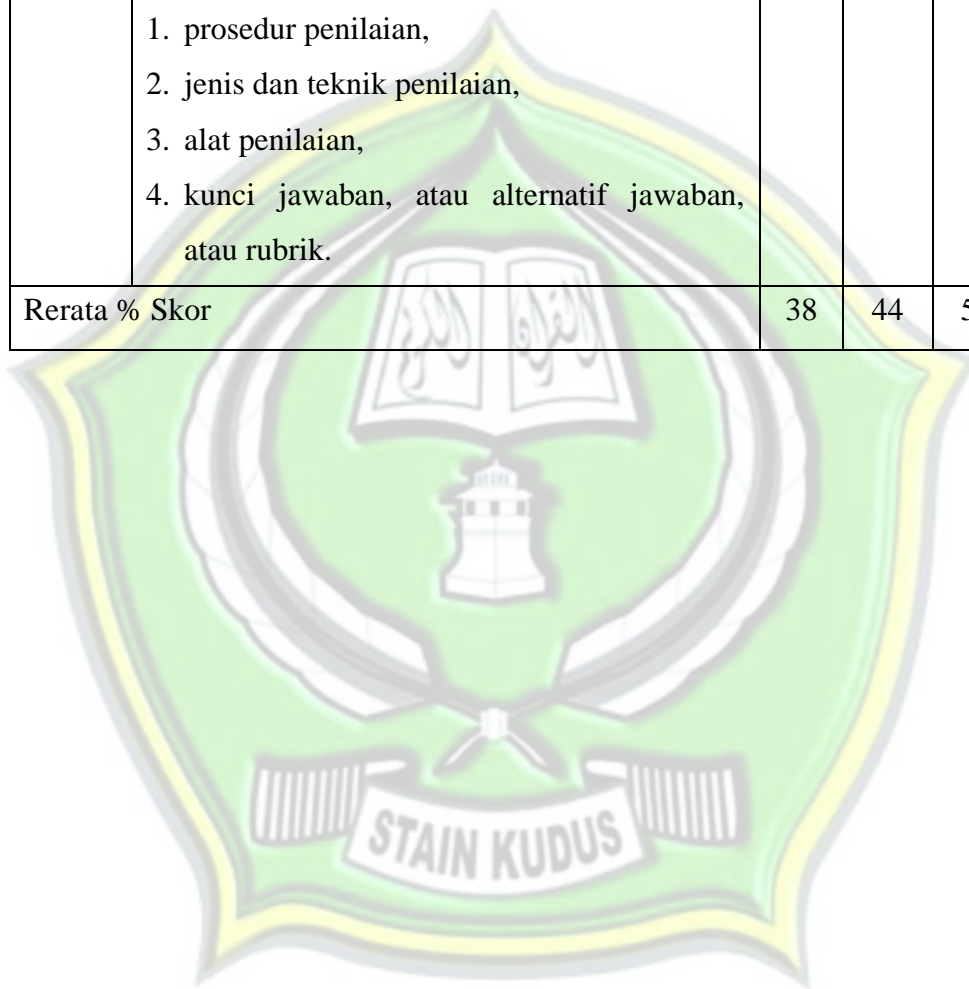 1. prosedur penilaian,
2. jenis dan teknik penilaian,
3. alat penilaian,
4. kunci jawaban, atau alternatif jawaban,
atau rubrik.
Rerata % Skor 38 44
STAIN KUDUS